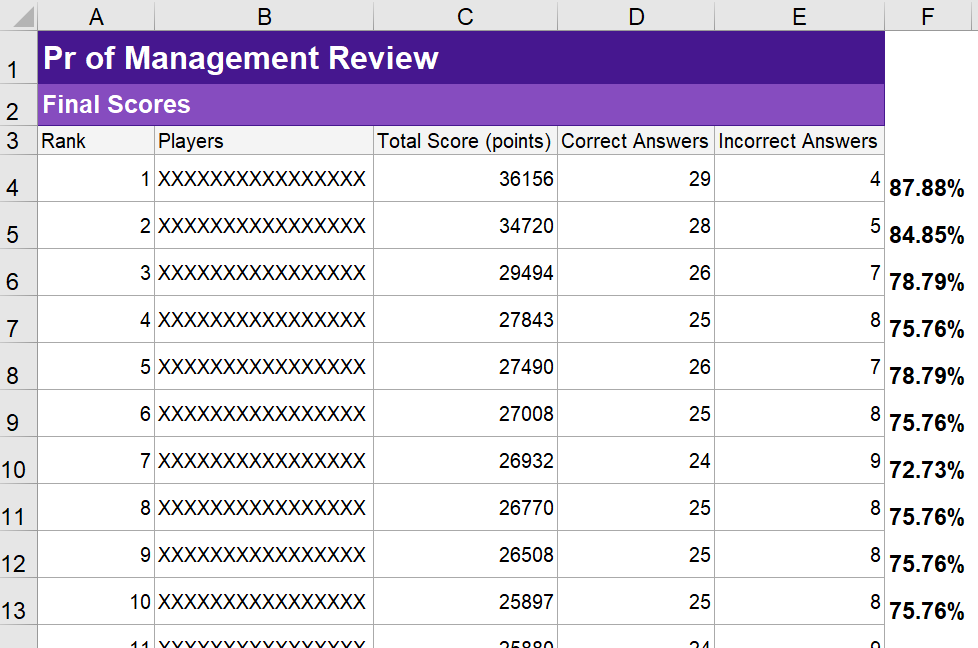 A B C D E F
1 Pr of Management Review
2 Final Scores
3 Rank Players Total Score (points) Correct Answers Incorrect Answers
4 1 XXXXXXXXXXXXXXXX 36156 29 4 87.88%
5 2 XXXXXXXXXXXXXXXX 34720 28 5 84.85%
6 3 XXXXXXXXXXXXXXXX 29494 26 7 78.79%
7 4 XXXXXXXXXXXXXXXX 27843 25 8 75.76%
8 5 XXXXXXXXXXXXXXXX 27490 26 7 78.79%
9 6 XXXXXXXXXXXXXXXX 27008 25 8 75.76%
10 7 XXXXXXXXXXXXXXXX 26932 24 9 72.73%
11 8 XXXXXXXXXXXXXXXX 26770 25 8 75.76%
12 9 XXXXXXXXXXXXXXXX 26508 25 8 75.76%
13 10 XXXXXXXXXXXXXXXX 25897 25 8 75.76%
11 XXXXXXXXXXXXXXXX 25880 24 9